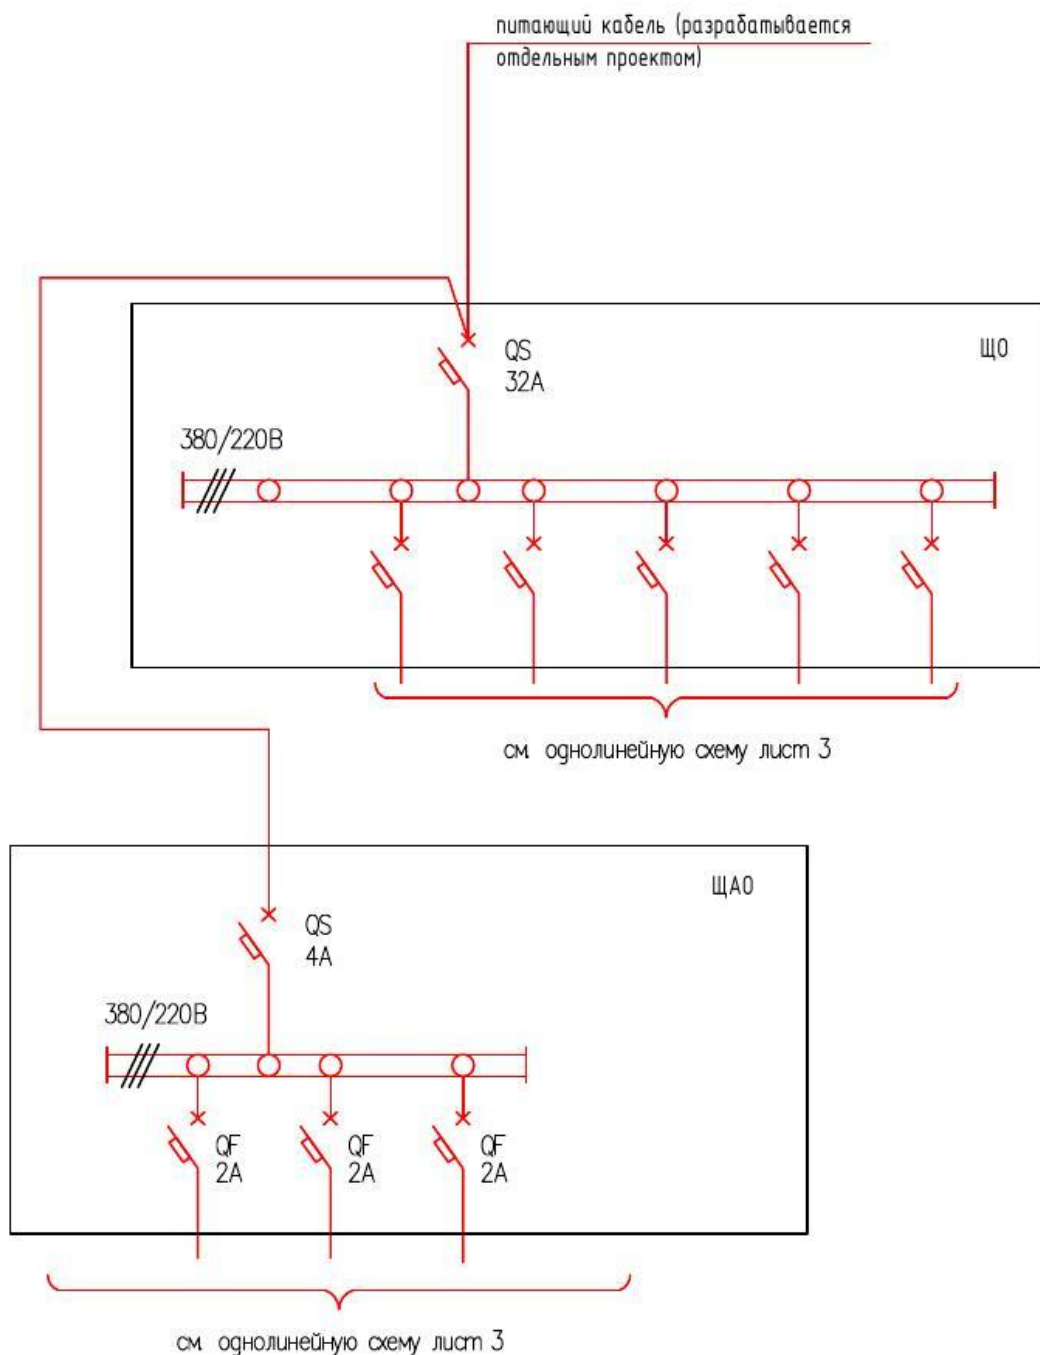 питающий кабель (разрабатывается
отдельным проектом)
QS
32А
ЩО
380/220В
см. однолинейную схему лист 3
ЩАО
QS
4А
380/220В
QF
2А
QF
2А
QF
2А
см. однолинейную схему лист 3